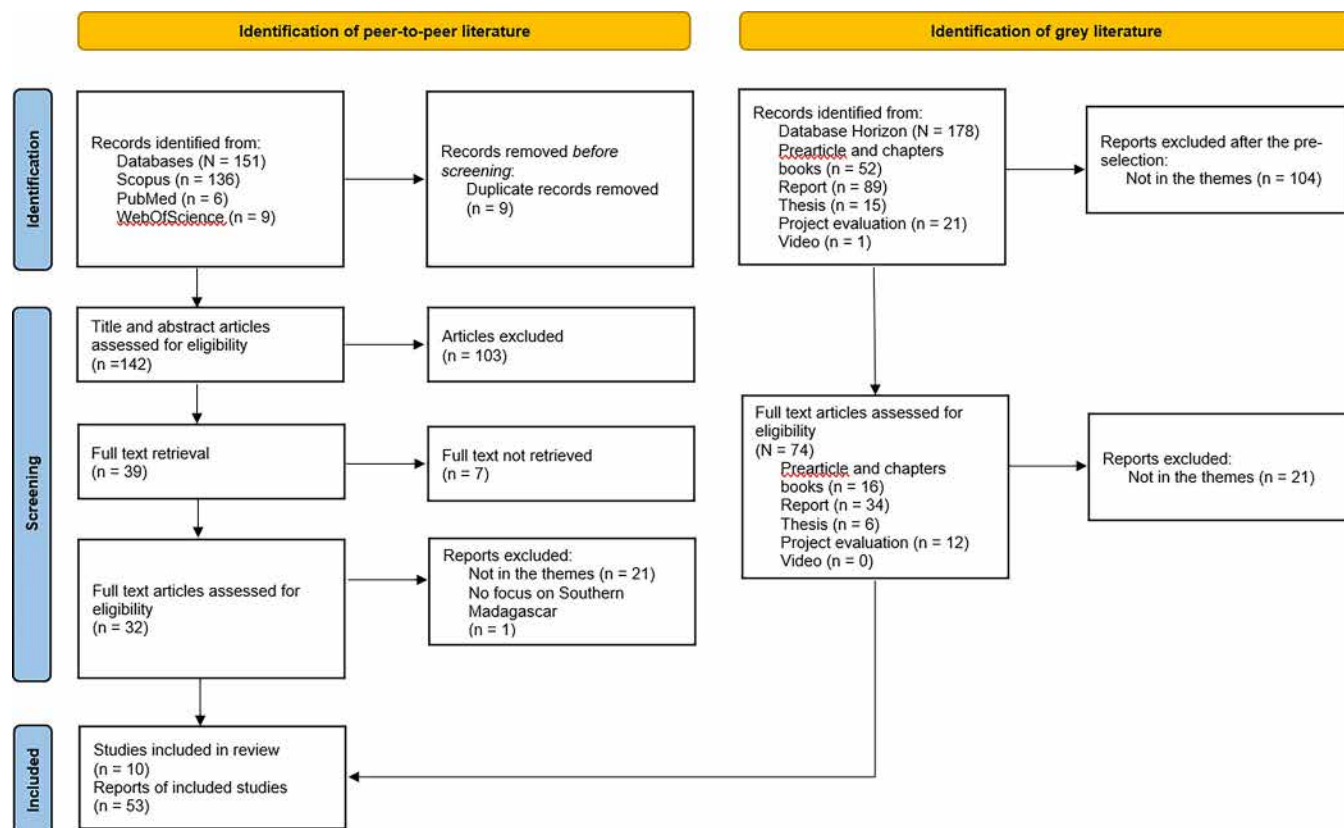 Identification of peer-to-peer literature
Identification of grey literature
Identification
Records identified from:
Databases (N = 151)
Scopus (n = 136)
PubMed (n = 6)
WebOfScience (n = 9)
Records removed before
screening:
Duplicate records removed
(n = 9)
Records identified from:
Database Horizon (N = 178)
Prearticle and chapters
books (n = 52)
Report (n = 89)
Thesis (n = 15)
Project evaluation (n = 21)
Video (n = 1)
Reports excluded after the pre-
selection:
Not in the themes (n = 104)
Screening
Title and abstract articles
assessed for eligibility
(n =142)
Articles excluded
(n = 103)
Full text retrieval
(n = 39)
Full text not retrieved
(n = 7)
Full text articles assessed for
eligibility
(n = 32)
Reports excluded:
Not in the themes (n = 21)
No focus on Southern
Madagascar
(n = 1)
Full text articles assessed for
eligibility
(N = 74)
Prearticle and chapters
books (n = 16)
Report (n = 34)
Thesis (n = 6)
Project evaluation (n = 12)
Video (n = 0)
Reports excluded:
Not in the themes (n = 21)
Included
Studies included in review
(n = 10)
Reports of included studies
(n = 53)